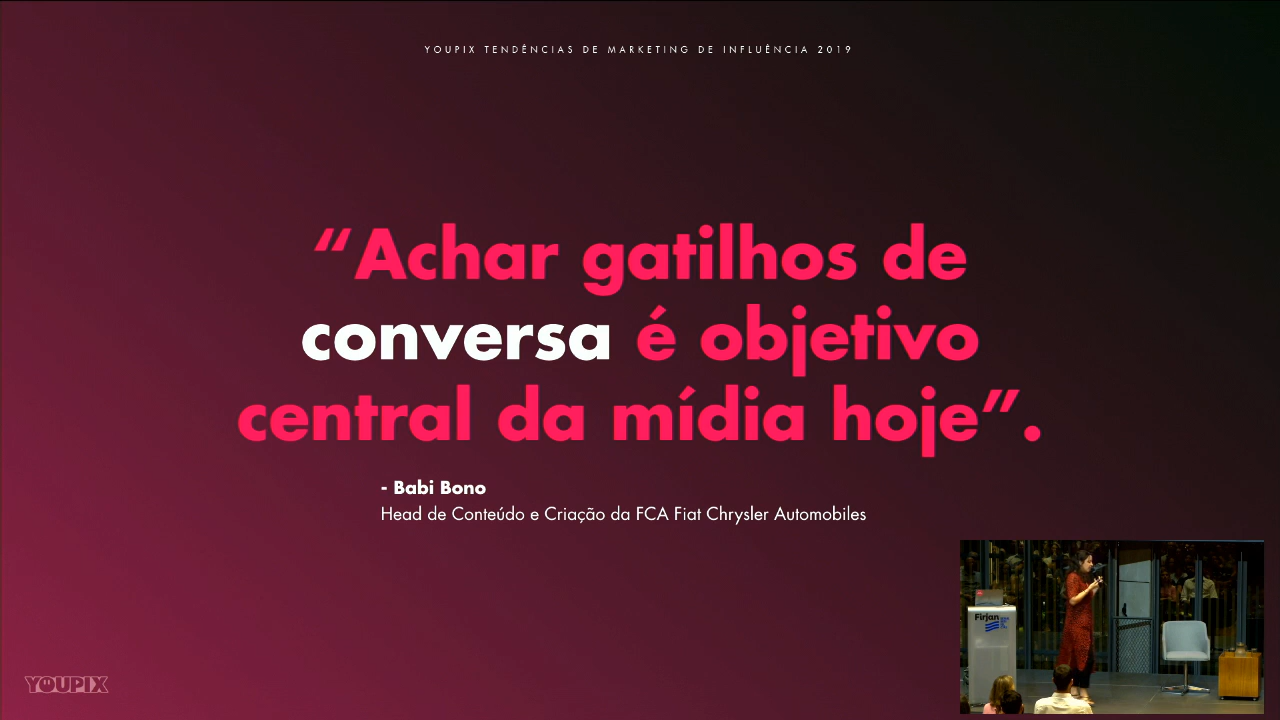 YOUPIX TENDÊNCIAS DE MARKETING DE INFLUÊNCIA 2019
“Achar gatilhos de
conversa é objetivo
central da mídia hoje”.
- Babi Bono
Head de Conteúdo e Criação da FCA Fiat Chrysler Automobiles
Firjan
YOUPIX